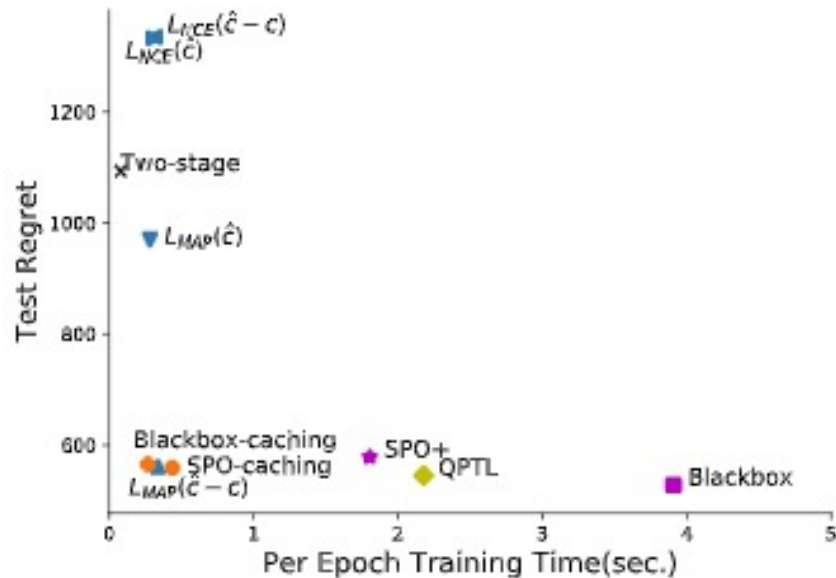 L_NCE(ĉ − c)
L_NCE(ĉ)
1200
Two-stage
1000
L_MAP(ĉ)
Test Regret
800
600
Blackbox-caching
SPO-caching
L_MAP(ĉ − c)
SPO+
QPTL
Blackbox
0 1 2 3 4 5
Per Epoch Training Time(sec.)